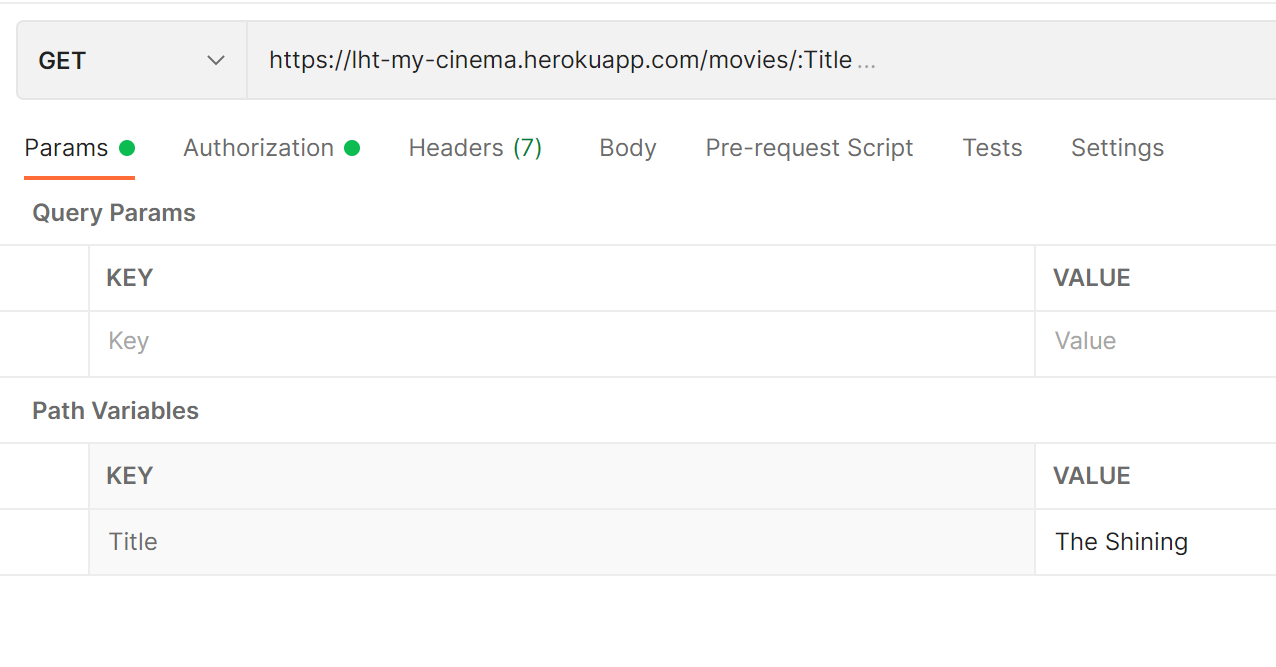 GET https://lht-my-cinema.herokuapp.com/movies/:Title ...
Params Authorization Headers (7) Body Pre-request Script Tests Settings
Query Params
KEY VALUE
Key Value
Path Variables
KEY VALUE
Title The Shining